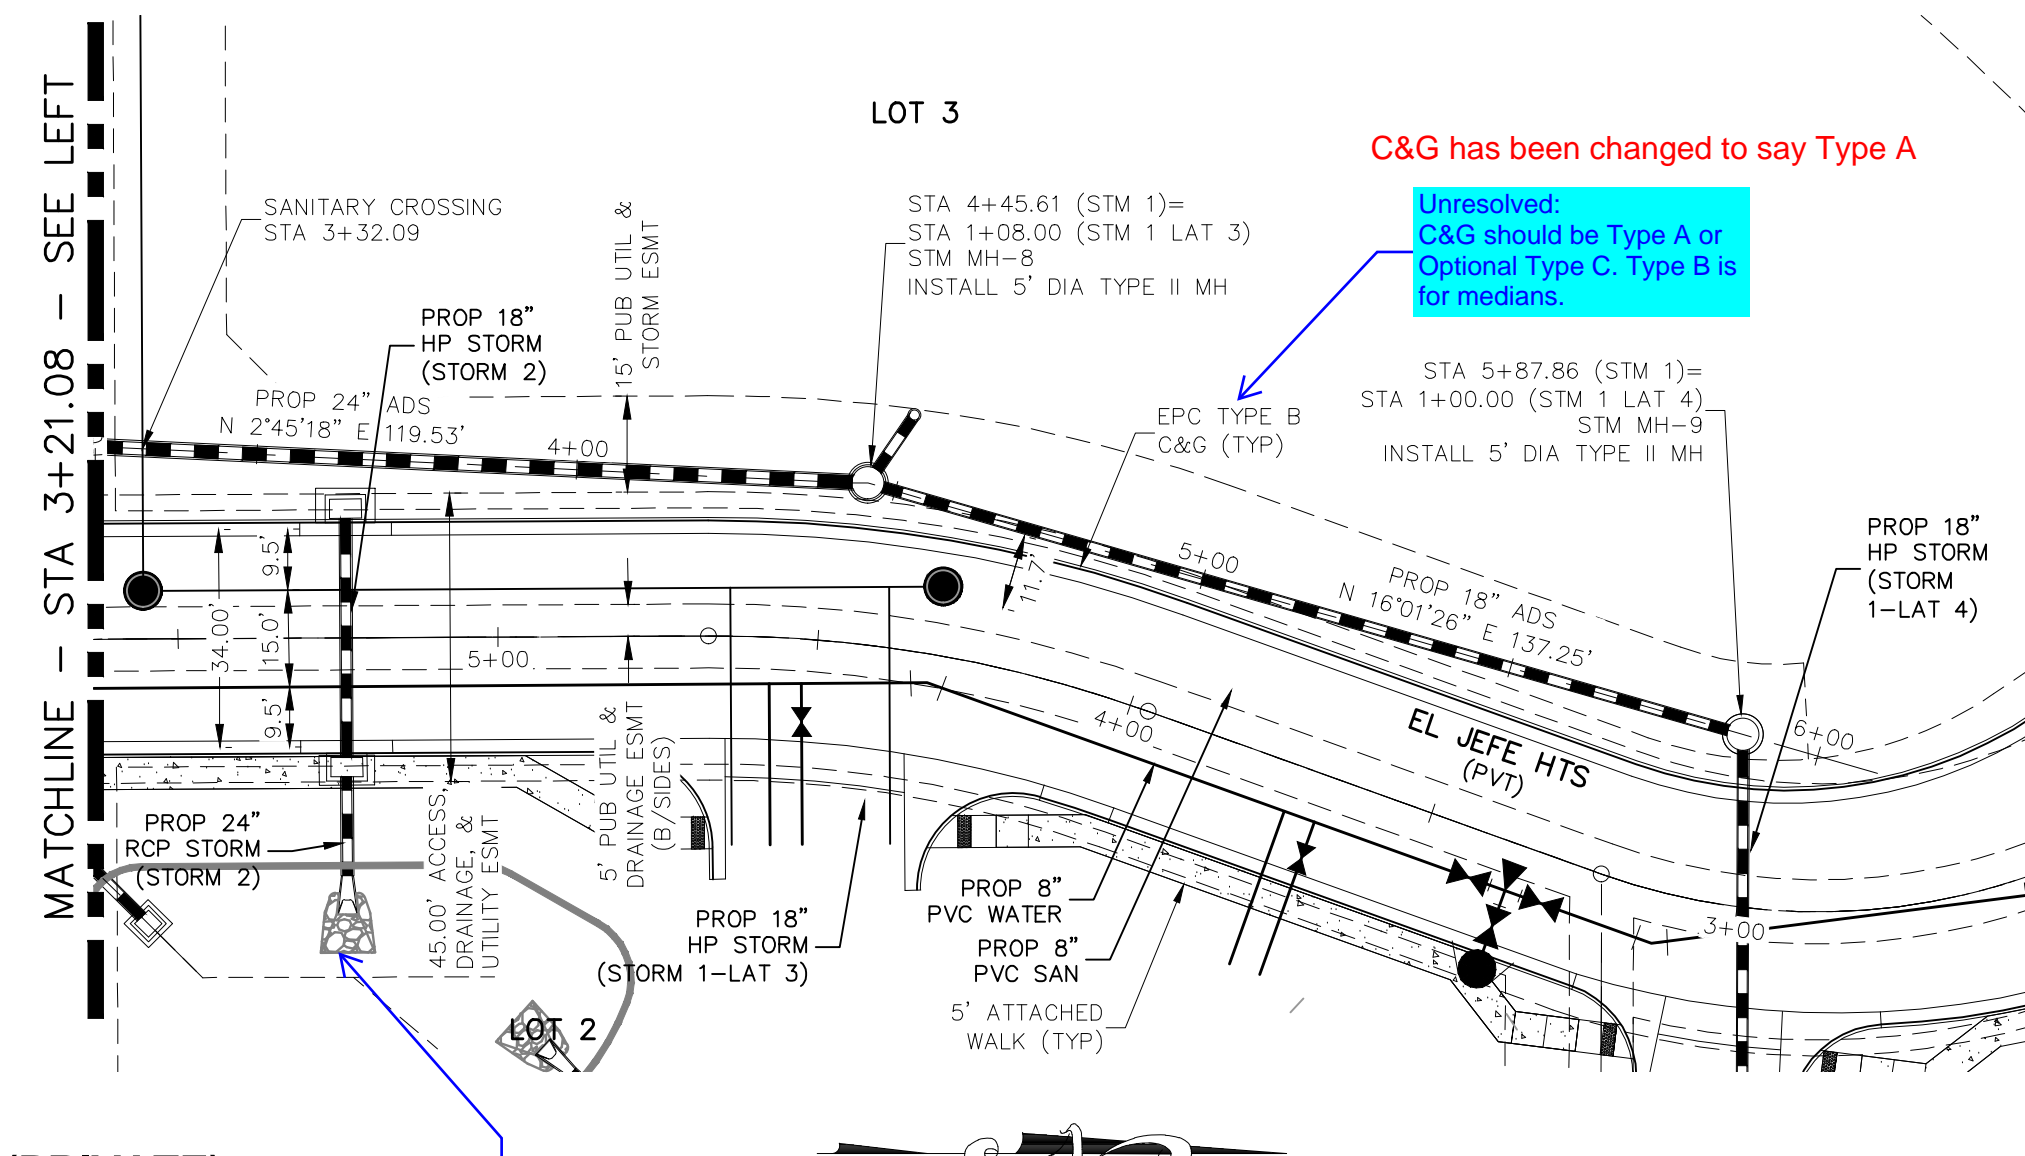 MATCHLINE - STA 3+21.08 - SEE LEFT
LOT 3
C&G has been changed to say Type A
Unresolved:
C&G should be Type A or
Optional Type C. Type B is
for medians.
SANITARY CROSSING
STA 3+32.09
15' PUB UTIL &
STORM ESMT
STA 4+45.61 (STM 1)=
STA 1+08.00 (STM 1 LAT 3)
STM MH-8
INSTALL 5' DIA TYPE II MH
PROP 18"
HP STORM
(STORM 2)
STA 5+87.86 (STM 1)=
STA 1+00.00 (STM 1 LAT 4)
STM MH-9
INSTALL 5' DIA TYPE II MH
PROP 24" ADS
N 2°45'18" E 119.53'
4+00
EPC TYPE B
C&G (TYP)
PROP 18"
HP STORM
(STORM
1-LAT 4)
5+00
PROP 18" ADS
N 16°01'26" E 137.25'
11.7'
34.00'
9.5'
15.0'
9.5'
5+00
4+00
EL JEFE HTS
(PVT)
6+00
3+00
5' PUB UTIL &
DRAINAGE ESMT
(B/SIDES)
45.00' ACCESS,
DRAINAGE, &
UTILITY ESMT
PROP 24"
RCP STORM
(STORM 2)
PROP 18"
HP STORM
(STORM 1-LAT 3)
PROP 8"
PVC WATER
PROP 8"
PVC SAN
5' ATTACHED
WALK (TYP)
LOT 2